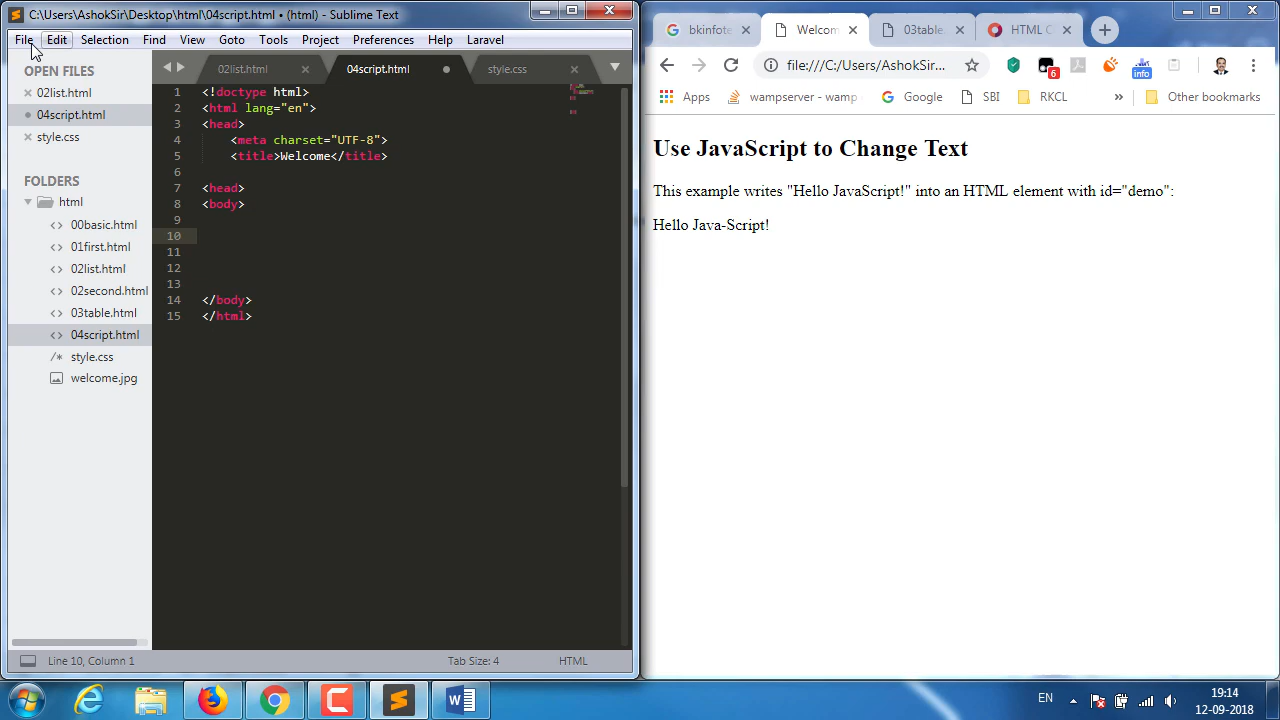 C:\Users\AshokSir\Desktop\html\04script.html • (html) - Sublime Text
File Edit Selection Find View Goto Tools Project Preferences Help Laravel
OPEN FILES
02list.html
04script.html
style.css
FOLDERS
html
00basic.html
01first.html
02list.html
02second.html
03table.html
04script.html
style.css
welcome.jpg
02list.html 04script.html style.css
1 <!doctype html>
2 <html lang="en">
3 <head>
4 <meta charset="UTF-8">
5 <title>Welcome</title>
6
7 <head>
8 <body>
9
10
11
12
13
14 </body>
15 </html>
Line 10, Column 1 Tab Size: 4 HTML
bkinfote Welcom 03table. HTML C
file:///C:/Users/AshokSir... 6 info
Apps wampserver - wamp Google SBI RKCL » Other bookmarks
Use JavaScript to Change Text
This example writes "Hello JavaScript!" into an HTML element with id="demo":
Hello Java-Script!
EN 19:14
12-09-2018